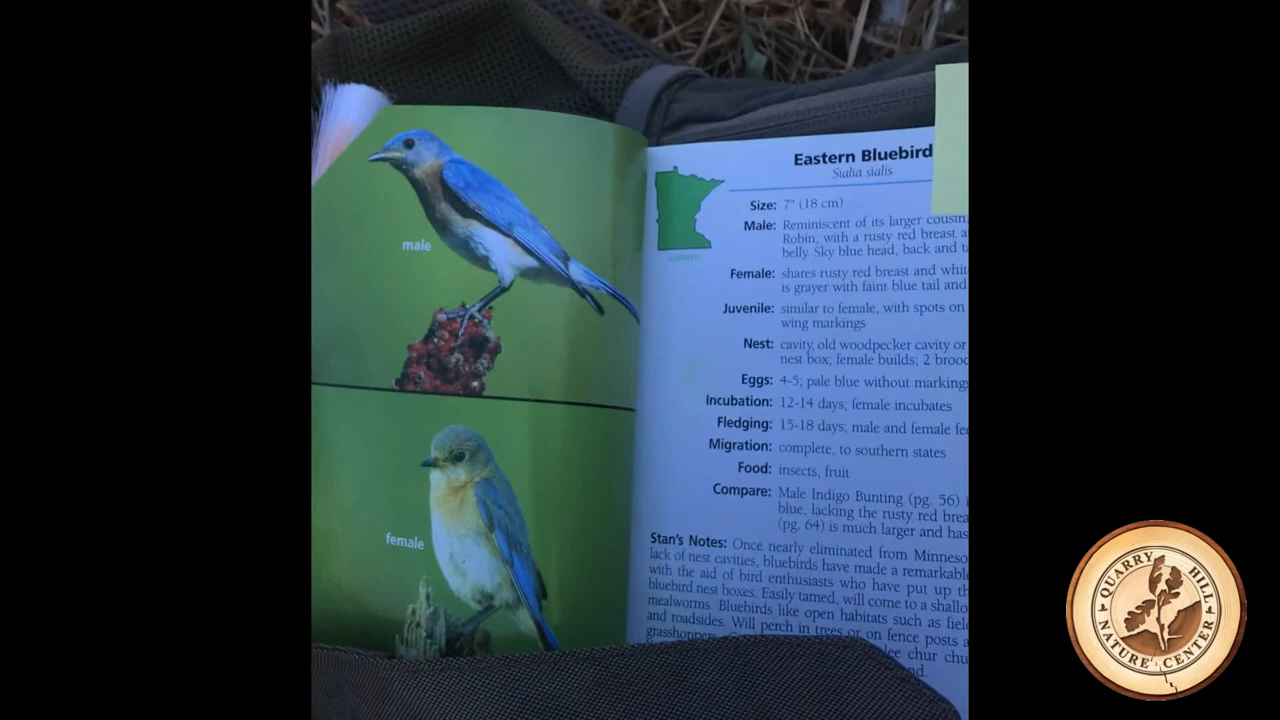 male
female
Eastern Bluebird
Sialia sialis
Size: 7" (18 cm)
Male: Reminiscent of its larger cousin,
Robin, with a rusty red breast
belly. Sky blue head, back and
Female: shares rusty red breast and
is grayer with faint blue tail and
Juvenile: similar to female, with spots on
wing markings
Nest: cavity, old woodpecker cavity or
nest box; female builds; 2
Eggs: 4-5; pale blue without markings
Incubation: 12-14 days; female incubates
Fledging: 15-18 days; male and female
Migration: complete, to southern states
Food: insects, fruit
Compare: Male Indigo Bunting (pg. 56)
blue, lacking the rusty red
(pg. 64) is much larger and has
Stan's Notes: Once nearly eliminated from
lack of nest cavities, bluebirds have made a
with the aid of bird enthusiasts who have put up
bluebird nest boxes. Easily tamed, will come to a
mealworms. Bluebirds like open habitats such as
and roadsides. Will perch in trees or on fence posts
grasshoppers.
chur
QUARRY HILL
NATURE CENTER